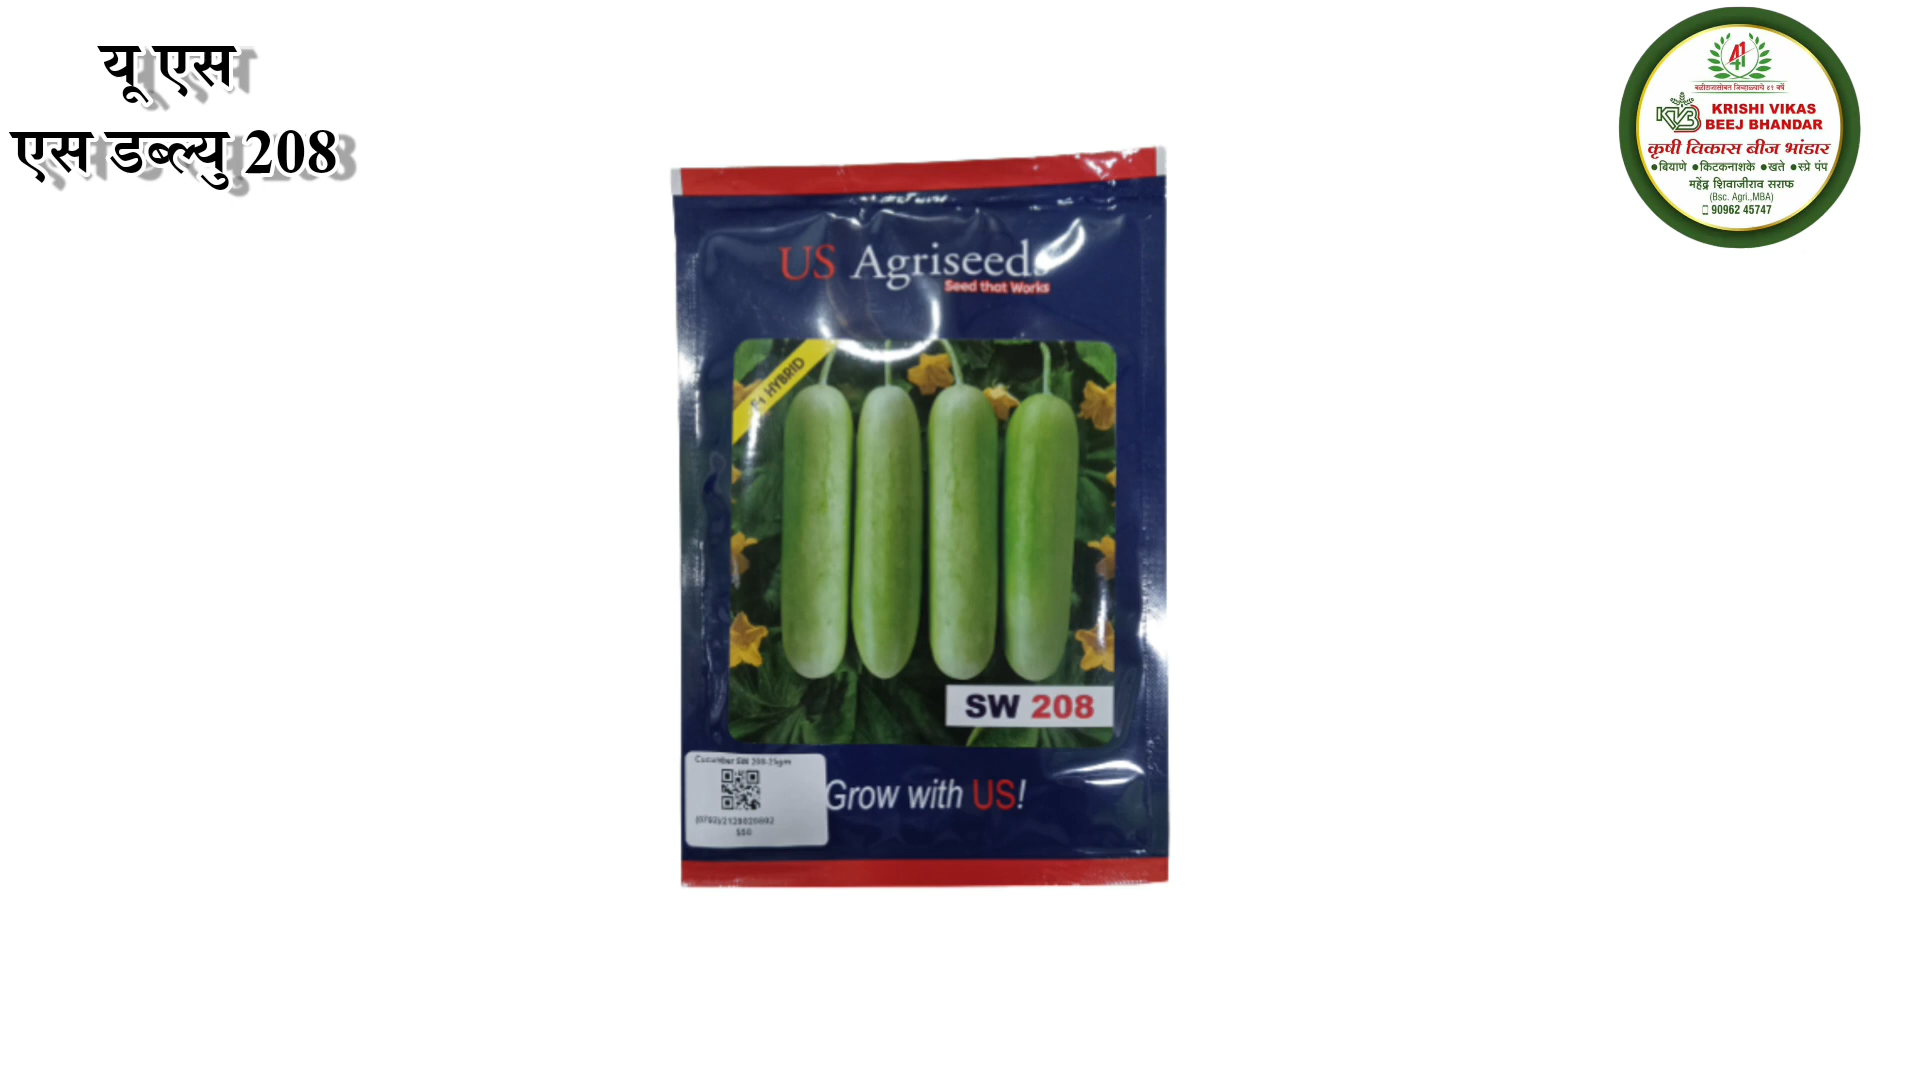 यू एस
एस डब्ल्यु 208
41
KRISHI VIKAS
BEEJ BHANDAR
कृषी विकास बीज भांडार
●बियाणे ●किटकनाशके ●खते ●स्प्रे पंप
महेंद्र शिवाजीराव सराफ
(Bsc. Agri.,MBA)
90962 45747
US Agriseeds
Seed that Works
F1 HYBRID
SW 208
Grow with US!